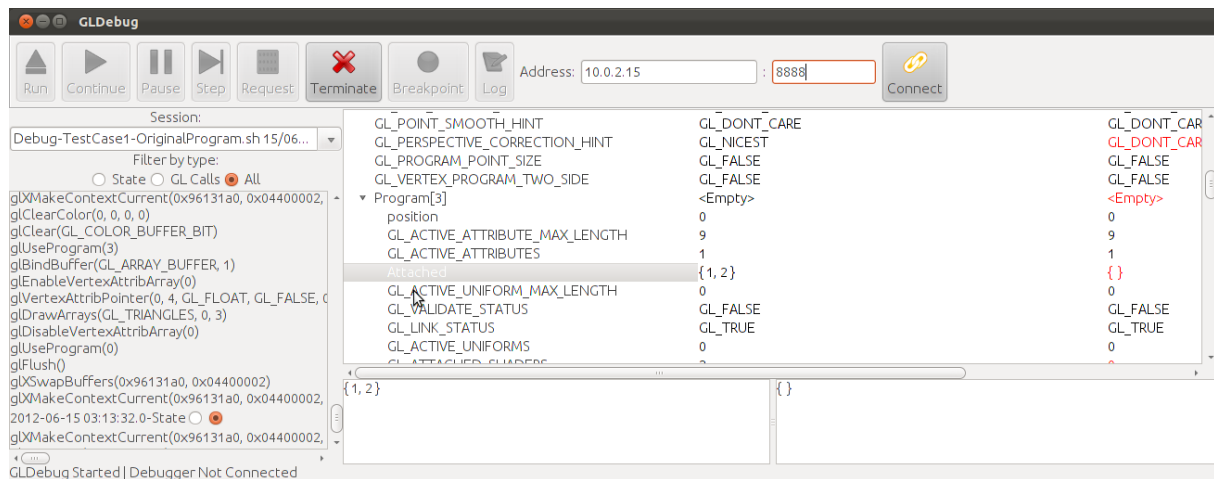 GLDebug
Run Continue Pause Step Request Terminate Breakpoint Log Address: 10.0.2.15 : 8888 Connect
Session:
Debug-TestCase1-OriginalProgram.sh 15/06...
Filter by type:
State GL Calls All
glXMakeContextCurrent(0x96131a0, 0x04400002,
glClearColor(0, 0, 0, 0)
glClear(GL_COLOR_BUFFER_BIT)
glUseProgram(3)
glBindBuffer(GL_ARRAY_BUFFER, 1)
glEnableVertexAttribArray(0)
glVertexAttribPointer(0, 4, GL_FLOAT, GL_FALSE, 0
glDrawArrays(GL_TRIANGLES, 0, 3)
glDisableVertexAttribArray(0)
glUseProgram(0)
glFlush()
glXSwapBuffers(0x96131a0, 0x04400002)
glXMakeContextCurrent(0x96131a0, 0x04400002,
2012-06-15 03:13:32.0-State
glXMakeContextCurrent(0x96131a0, 0x04400002,
GL_POINT_SMOOTH_HINT GL_DONT_CARE GL_DONT_CAR
GL_PERSPECTIVE_CORRECTION_HINT GL_NICEST GL_DONT_CAR
GL_PROGRAM_POINT_SIZE GL_FALSE GL_FALSE
GL_VERTEX_PROGRAM_TWO_SIDE GL_FALSE GL_FALSE
Program[3] <Empty> <Empty>
position 0 0
GL_ACTIVE_ATTRIBUTE_MAX_LENGTH 9 9
GL_ACTIVE_ATTRIBUTES 1 1
Attached {1, 2} { }
GL_ACTIVE_UNIFORM_MAX_LENGTH 0 0
GL_VALIDATE_STATUS GL_FALSE GL_FALSE
GL_LINK_STATUS GL_TRUE GL_TRUE
GL_ACTIVE_UNIFORMS 0 0
GL_ATTACHED_SHADERS 2 0
{1, 2} { }
GLDebug Started | Debugger Not Connected